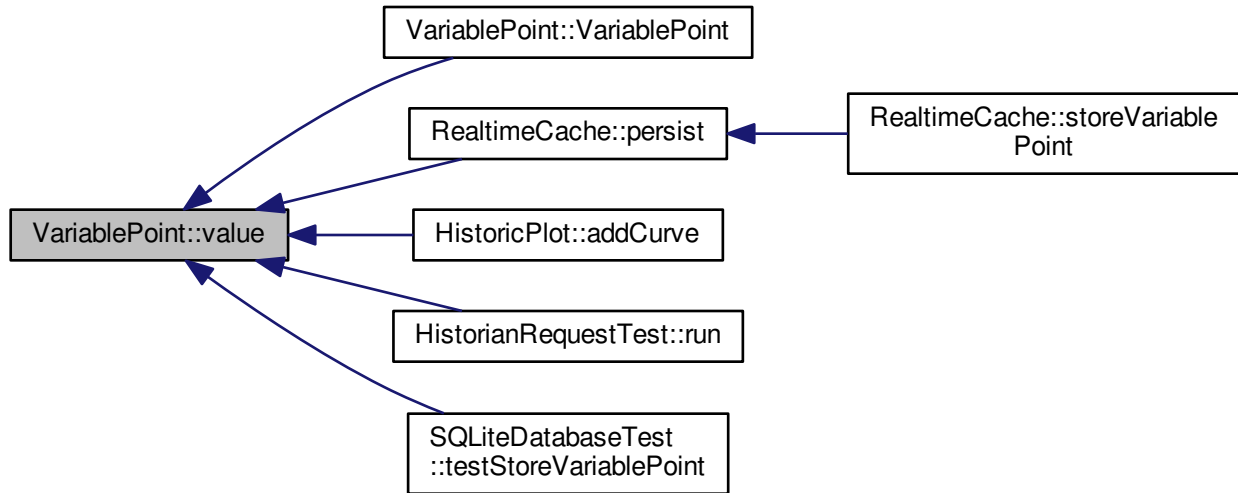 VariablePoint::VariablePoint
RealtimeCache::persist
RealtimeCache::storeVariable
Point
VariablePoint::value
HistoricPlot::addCurve
HistorianRequestTest::run
SQLiteDatabaseTest
::testStoreVariablePoint